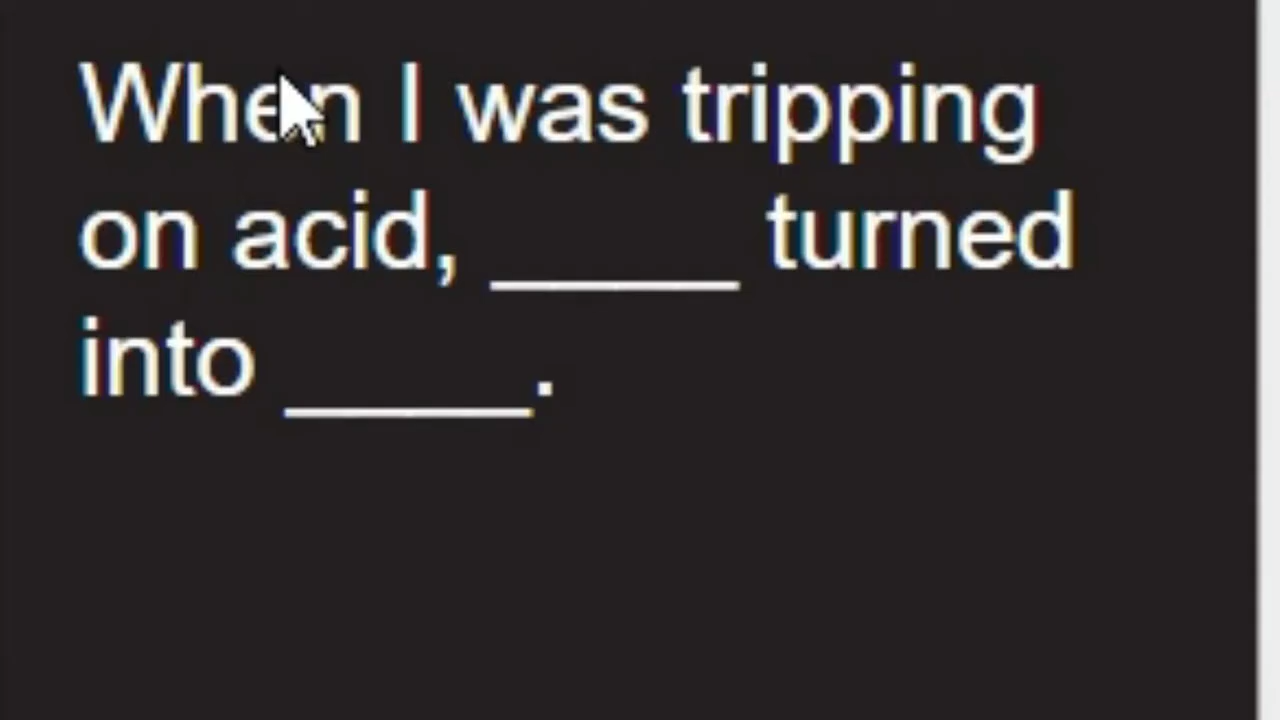 When I was tripping
on acid, _____ turned
into _____.